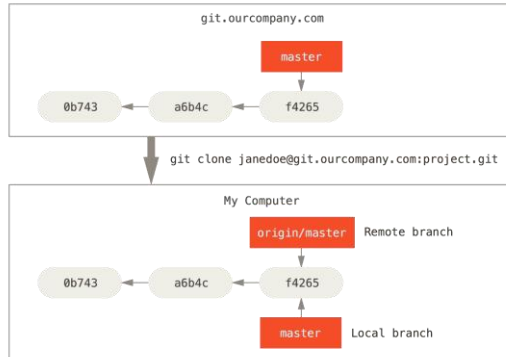 git.ourcompany.com
master
0b743 a6b4c f4265
git clone janedoe@git.ourcompany.com:project.git
My Computer
origin/master Remote branch
0b743 a6b4c f4265
master Local branch